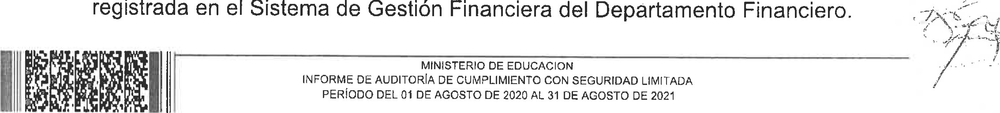 registrada en el Sistema de Gestión Financiera del Departamento Financiero.
MINISTERIO DE EDUCACION
INFORME DE AUDITORÍA DE CUMPLIMIENTO CON SEGURIDAD LIMITADA
PERÍODO DEL 01 DE AGOSTO DE 2020 AL 31 DE AGOSTO DE 2021